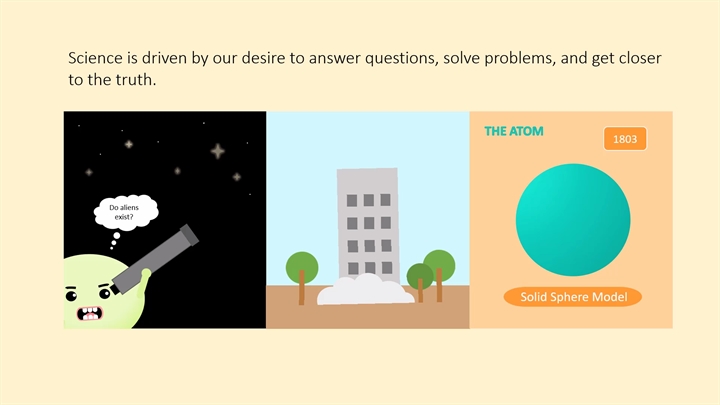 Science is driven by our desire to answer questions, solve problems, and get closer
to the truth.
Do aliens
exist?
THE ATOM
1803
Solid Sphere Model